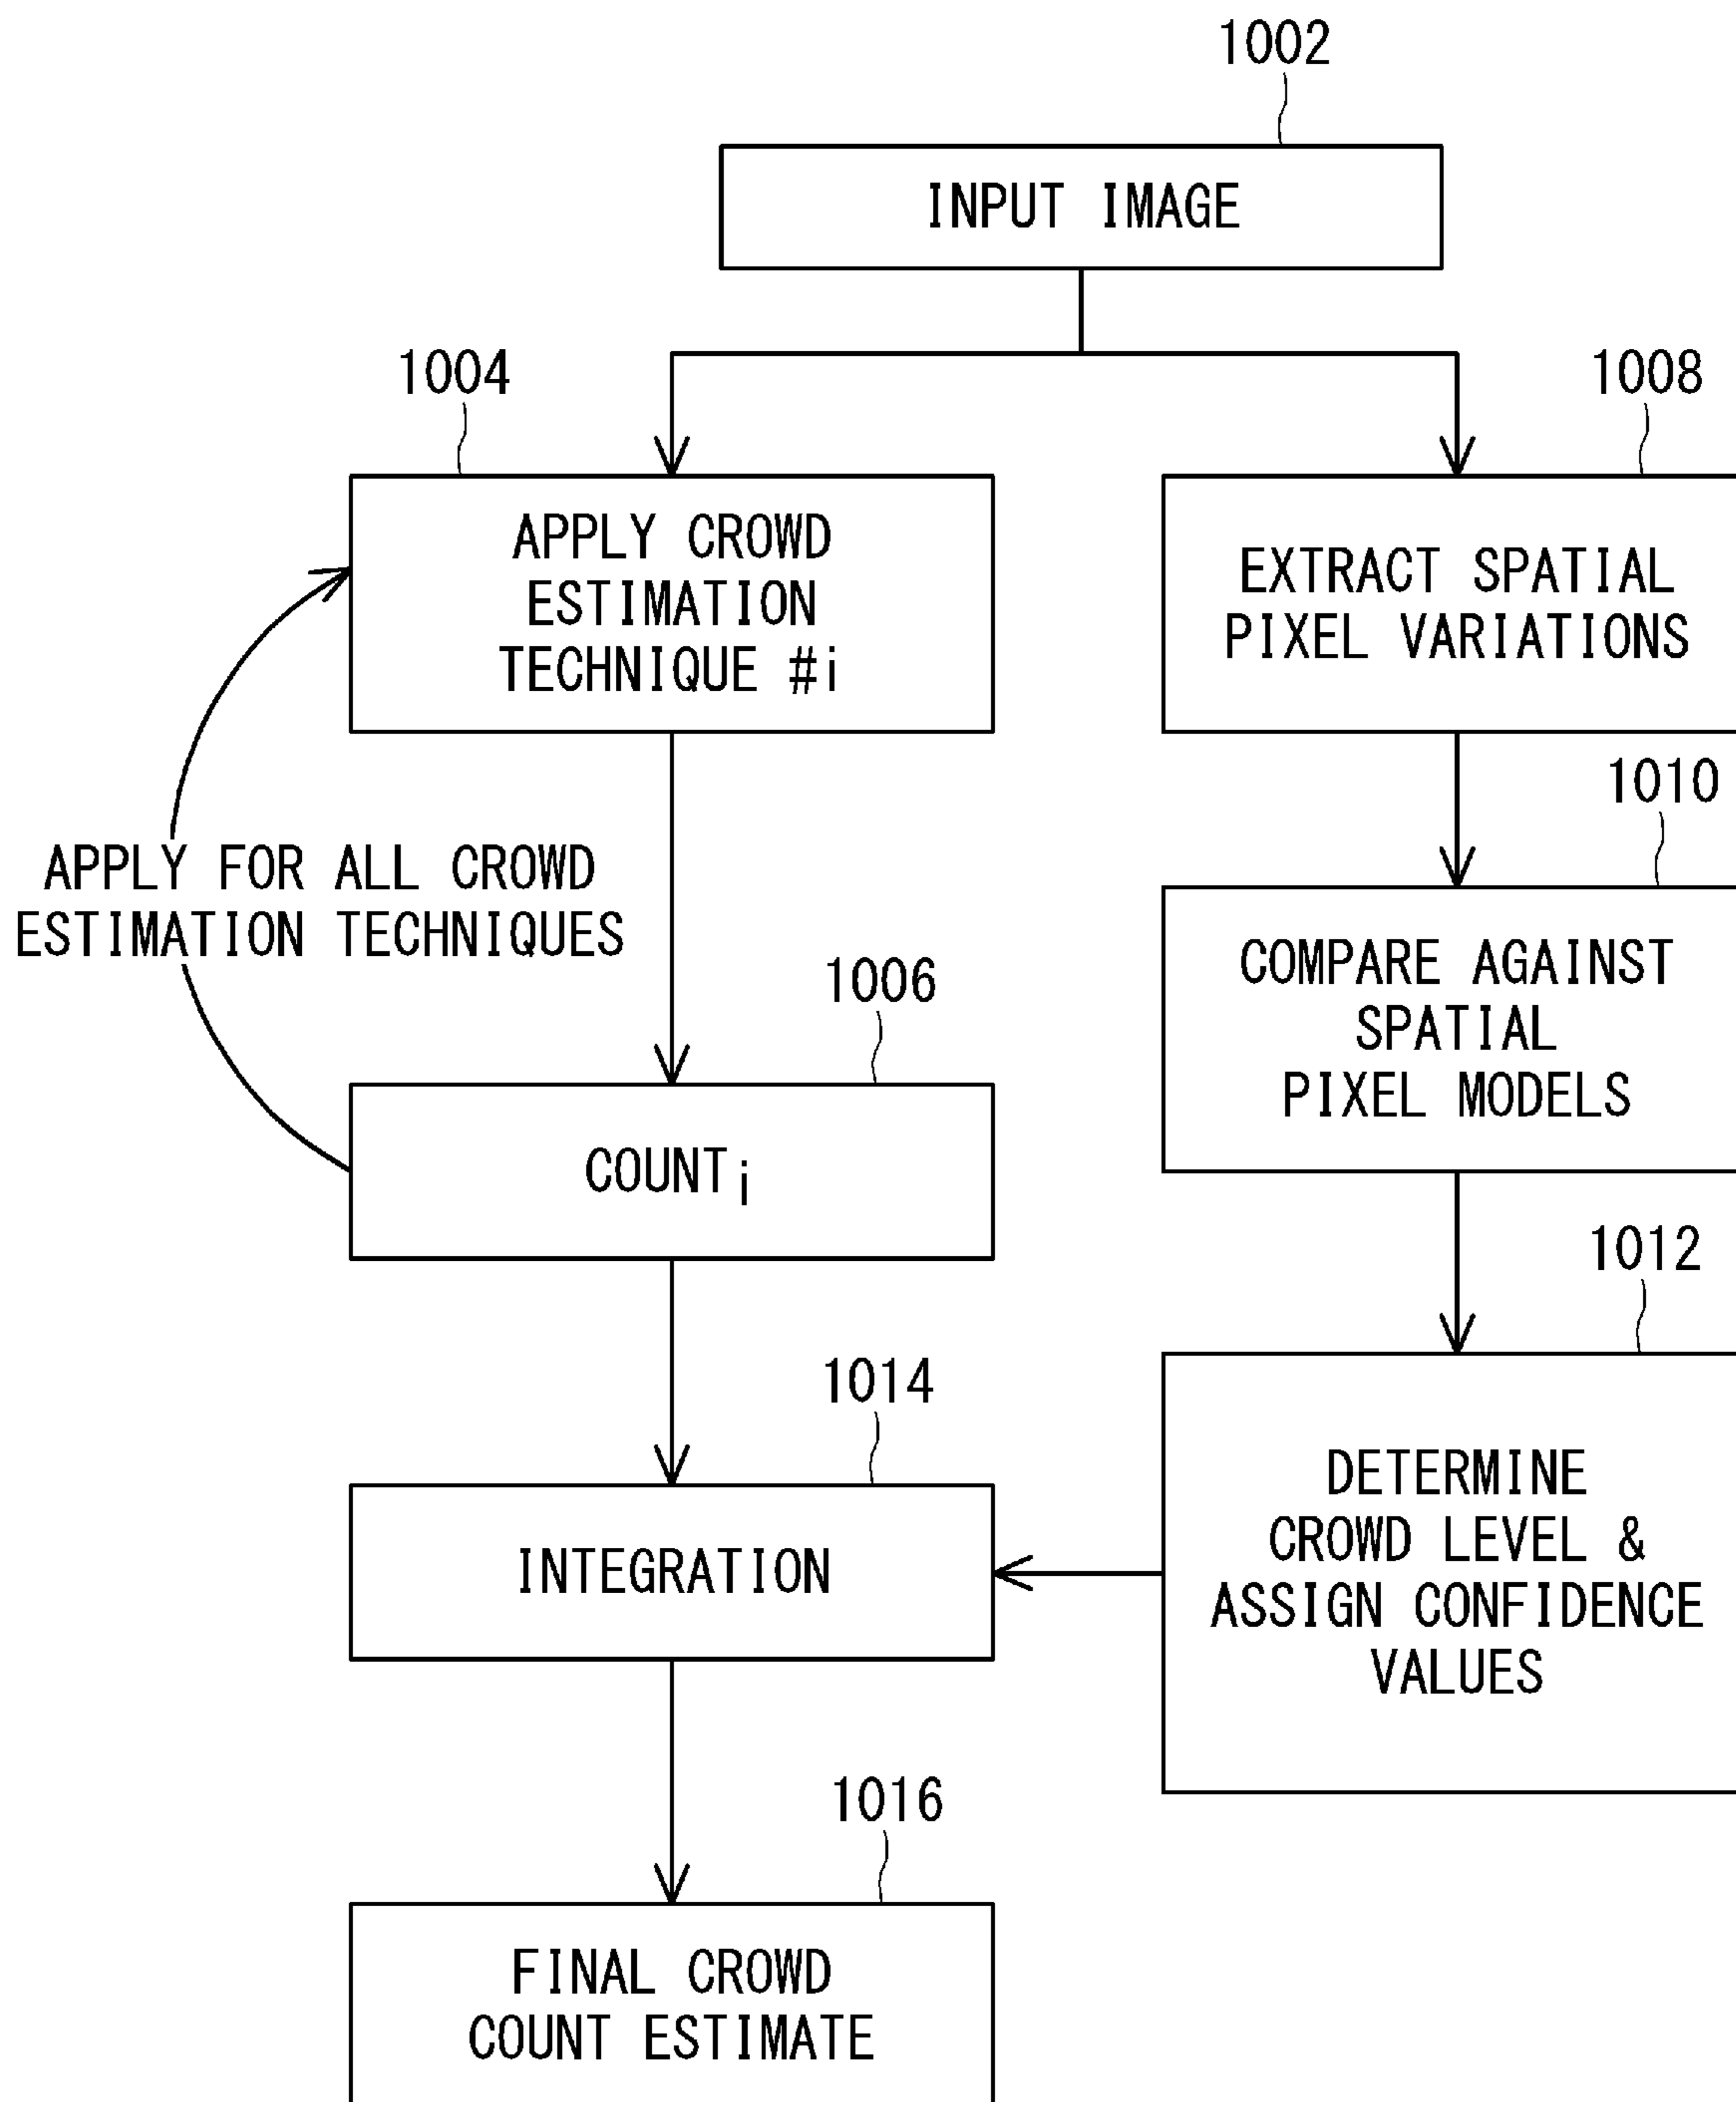 1002
INPUT IMAGE
1004
1008
APPLY CROWD
ESTIMATION
TECHNIQUE #i
EXTRACT SPATIAL
PIXEL VARIATIONS
1010
APPLY FOR ALL CROWD
ESTIMATION TECHNIQUES
COMPARE AGAINST
SPATIAL
PIXEL MODELS
1006
COUNTi
1012
1014
DETERMINE
CROWD LEVEL &
ASSIGN CONFIDENCE
VALUES
INTEGRATION
1016
FINAL CROWD
COUNT ESTIMATE